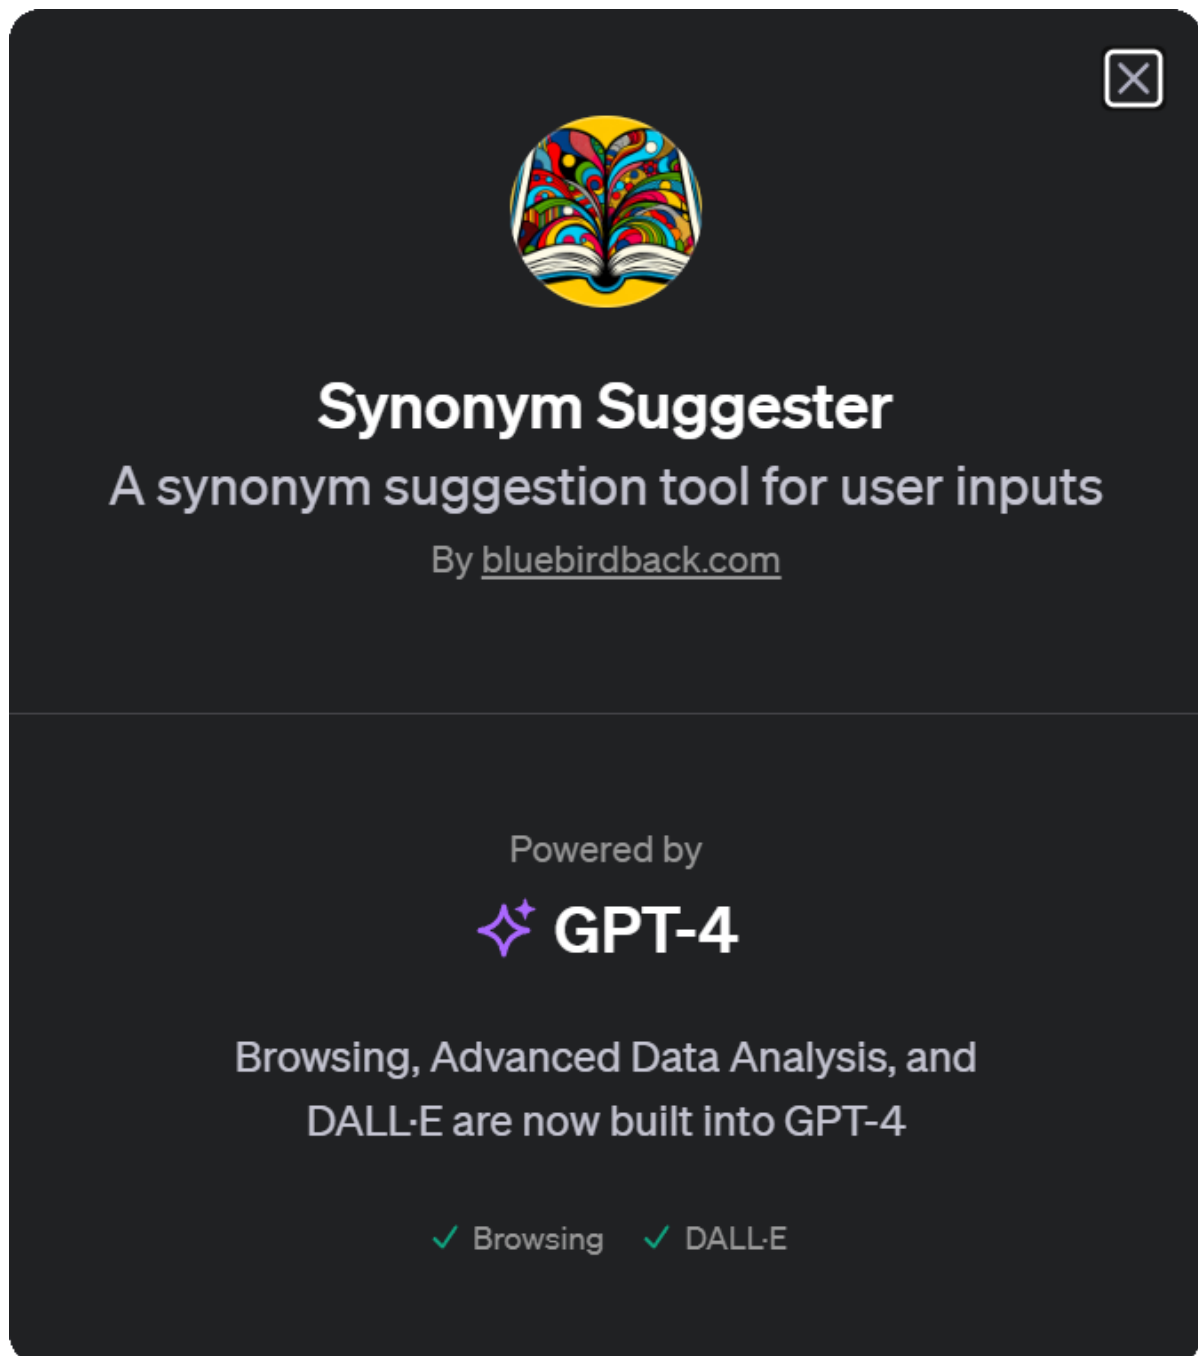 Synonym Suggester
A synonym suggestion tool for user inputs
By bluebirdback.com
Powered by
GPT-4
Browsing, Advanced Data Analysis, and
DALL·E are now built into GPT-4
Browsing DALL·E